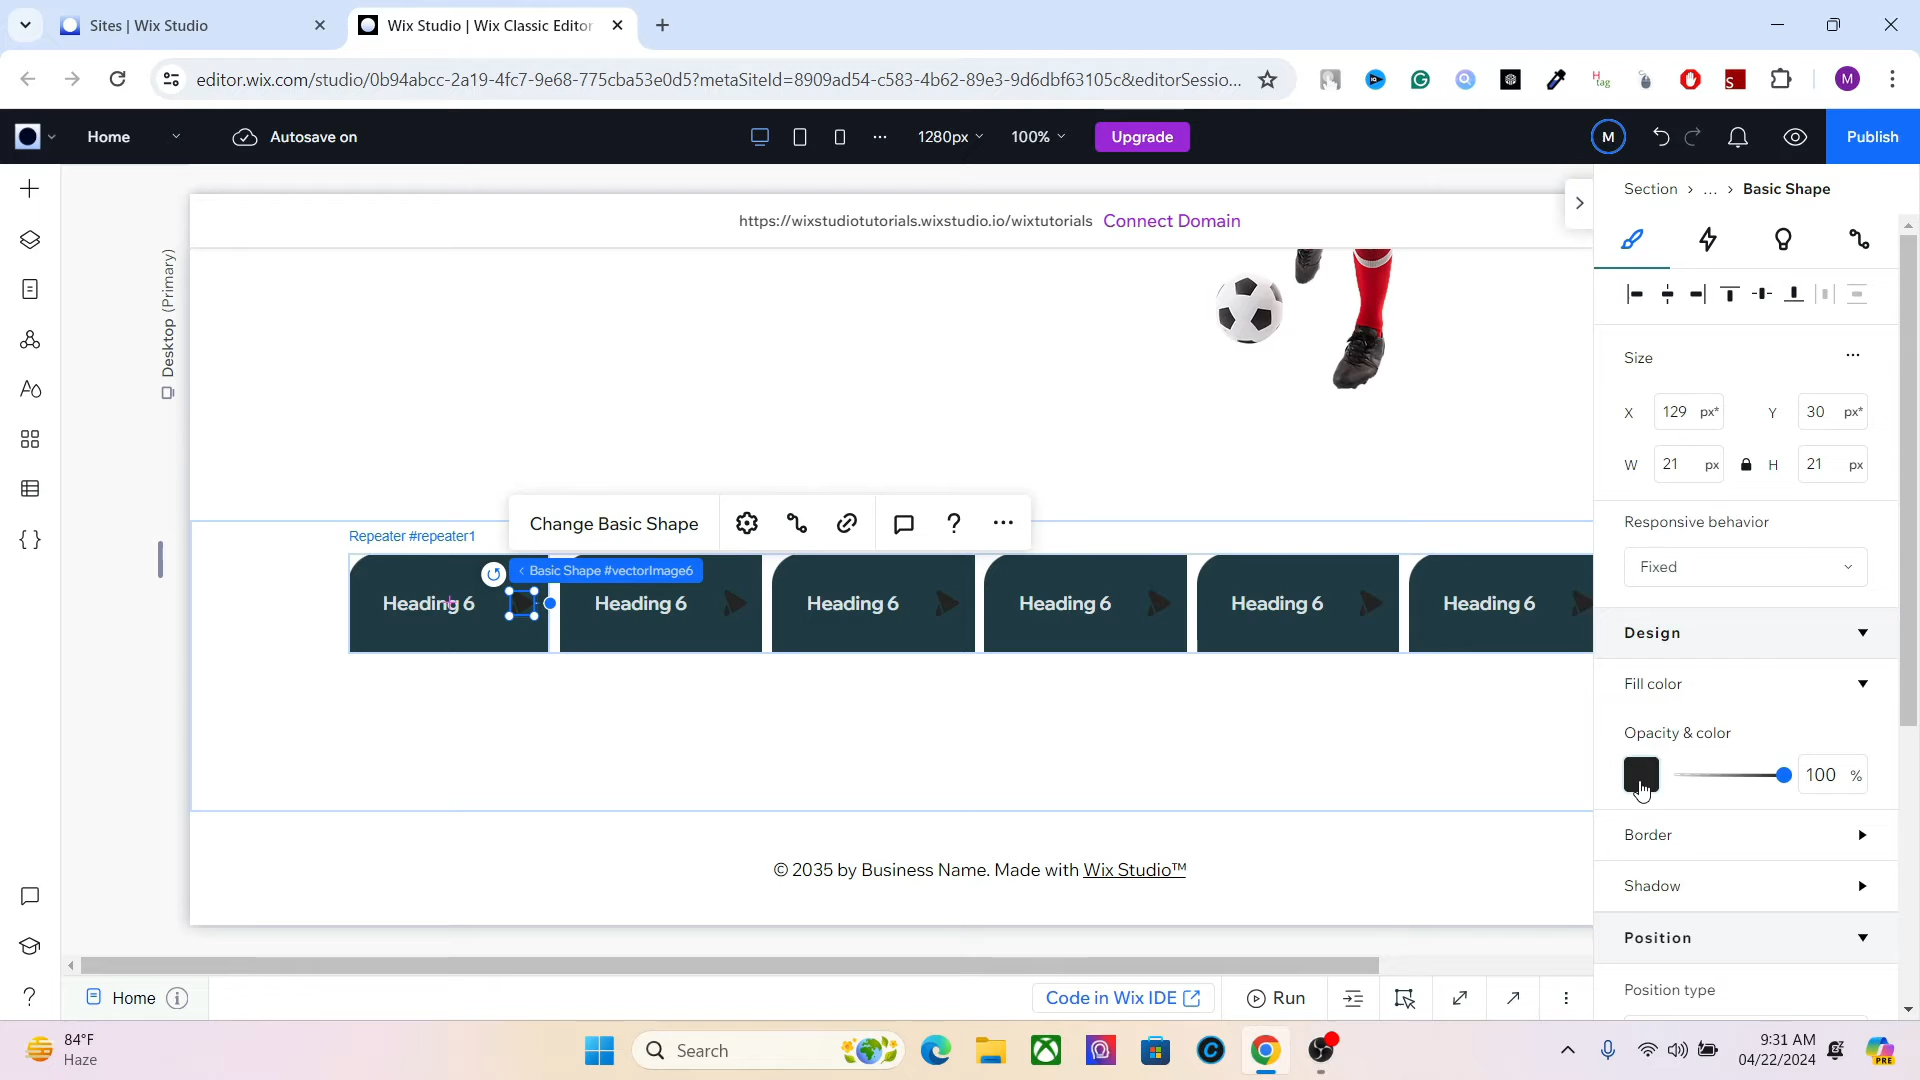 Sites | Wix Studio
Wix Studio | Wix Classic Editor
editor.wix.com/studio/0b94abcc-2a19-4fc7-9e68-775cba53e0d5?metaSiteId=8909ad54-c583-4b62-89e3-9d6dbf63105c&editorSessio...
H
tag
S
M
Home
Autosave on
1280px
100%
Upgrade
M
Publish
Section > ... > Basic Shape
https://wixstudiotutorials.wixstudio.io/wixtutorials Connect Domain
Desktop (Primary)
Size
X 129 px* Y 30 px*
W 21 px H 21 px
Responsive behavior
Fixed
Design
Fill color
Opacity & color
100 %
Border
Shadow
Position
Position type
Change Basic Shape
Repeater #repeater1
Basic Shape #vectorImage6
Heading 6 Heading 6 Heading 6 Heading 6 Heading 6 Heading 6
© 2035 by Business Name. Made with Wix Studio™
Home
Code in Wix IDE
Run
84°F
Haze
Search
9:31 AM
04/22/2024
PRE